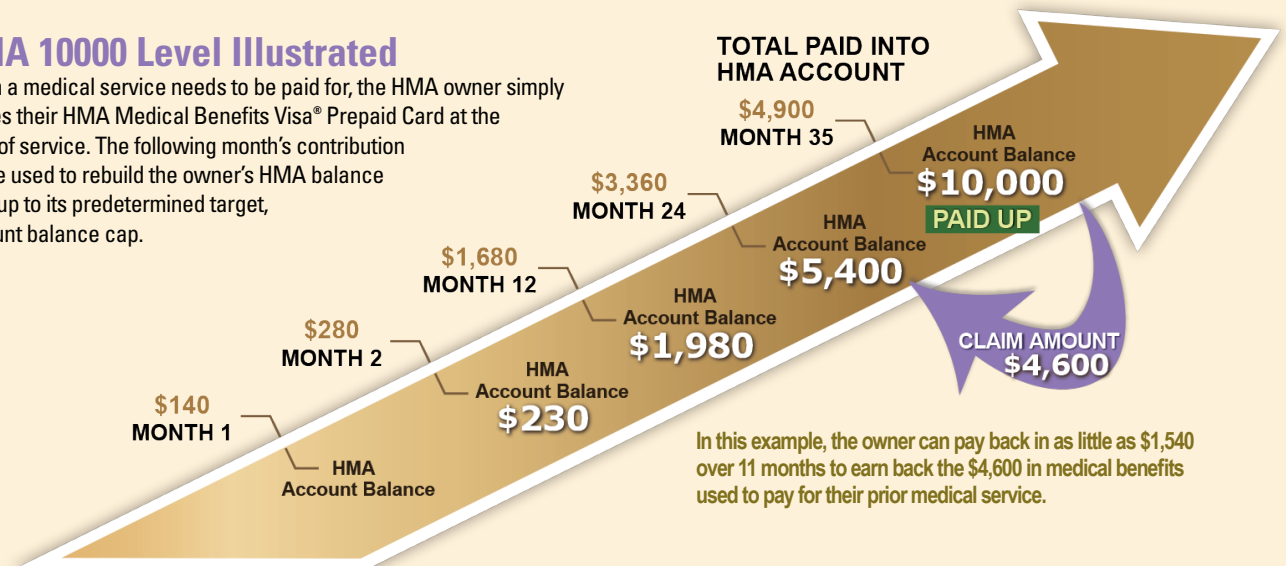 IA 10000 Level Illustrated
a medical service needs to be paid for, the HMA owner simply
es their HMA Medical Benefits Visa® Prepaid Card at the
of service. The following month's contribution
e used to rebuild the owner's HMA balance
up to its predetermined target,
unt balance cap.
TOTAL PAID INTO
HMA ACCOUNT
$4,900
MONTH 35
HMA
Account Balance
$10,000
PAID UP
$3,360
MONTH 24
HMA
Account Balance
$5,400
$1,680
MONTH 12
HMA
Account Balance
$1,980
$280
MONTH 2
HMA
Account Balance
$230
$140
MONTH 1
HMA
Account Balance
CLAIM AMOUNT
$4,600
In this example, the owner can pay back in as little as $1,540
over 11 months to earn back the $4,600 in medical benefits
used to pay for their prior medical service.